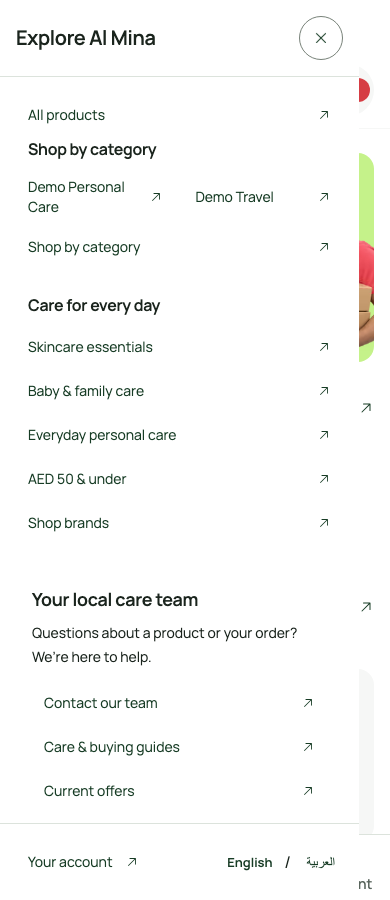 Explore Al Mina
All products
Shop by category
Demo Personal
Care
Demo Travel
Shop by category
Care for every day
Skincare essentials
Baby & family care
Everyday personal care
AED 50 & under
Shop brands
Your local care team
Questions about a product or your order?
We're here to help.
Contact our team
Care & buying guides
Current offers
Your account
English / العربية
nt